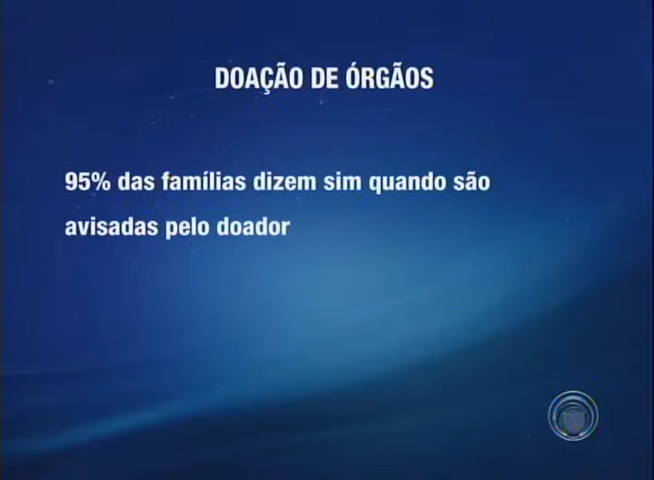 DOAÇÃO DE ÓRGÃOS
95% das famílias dizem sim quando são
avisadas pelo doador